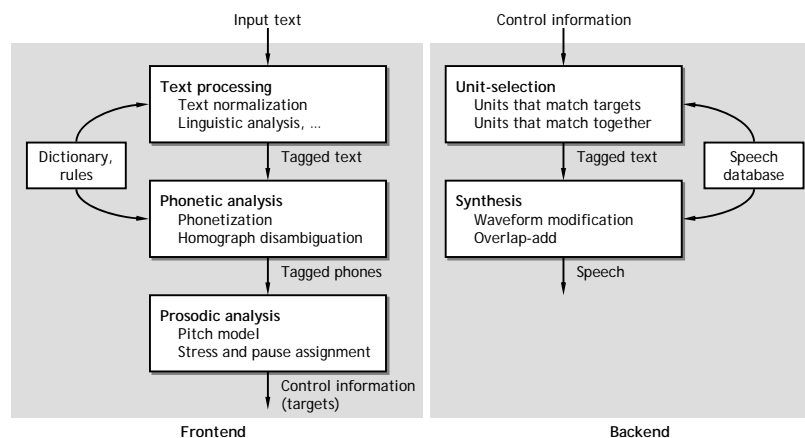 Input text
Text processing
Text normalization
Linguistic analysis, ...
Dictionary,
rules
Tagged text
Phonetic analysis
Phonetization
Homograph disambiguation
Tagged phones
Prosodic analysis
Pitch model
Stress and pause assignment
Control information
(targets)
Frontend
Control information
Unit-selection
Units that match targets
Units that match together
Tagged text
Speech
database
Synthesis
Waveform modification
Overlap-add
Speech
Backend